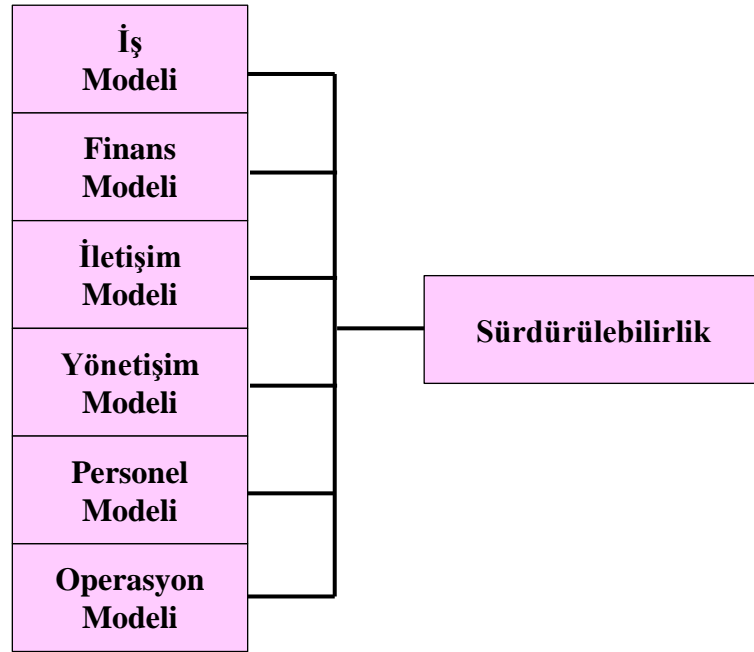 İş
Modeli
Finans
Modeli
İletişim
Modeli
Yönetişim
Modeli
Personel
Modeli
Operasyon
Modeli
Sürdürülebilirlik